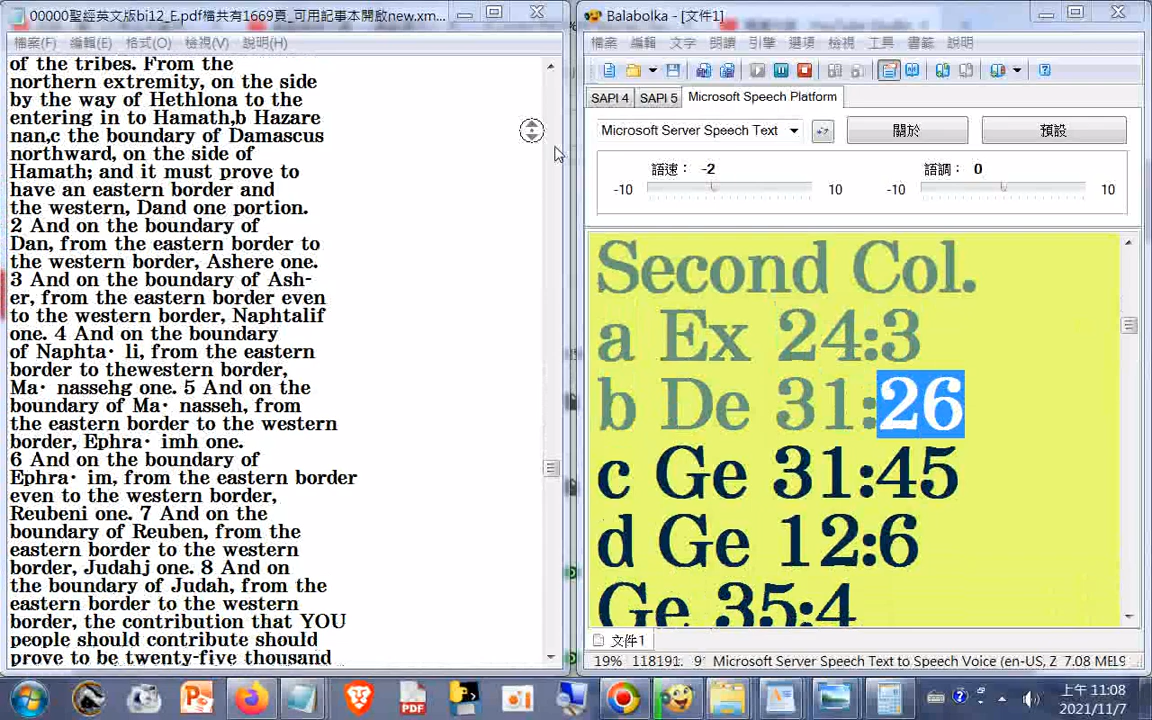 00000聖經英文版bi12_E.pdf檔共有1669頁_可用記事本開啟new.xm...
檔案(F) 編輯(E) 格式(O) 檢視(V) 說明(H)
of the tribes. From the
northern extremity, on the side
by the way of Hethlona to the
entering in to Hamath,b Hazare
nan,c the boundary of Damascus
northward, on the side of
Hamath; and it must prove to
have an eastern border and
the western, Dand one portion.
2 And on the boundary of
Dan, from the eastern border to
the western border, Ashere one.
3 And on the boundary of Ash-
er, from the eastern border even
to the western border, Naphtalif
one. 4 And on the boundary
of Naphta· li, from the eastern
border to thewestern border,
Ma· nassehg one. 5 And on the
boundary of Ma· nasseh, from
the eastern border to the western
border, Ephra· imh one.
6 And on the boundary of
Ephra· im, from the eastern border
even to the western border,
Reubeni one. 7 And on the
boundary of Reuben, from the
eastern border to the western
border, Judahj one. 8 And on
the boundary of Judah, from the
eastern border to the western
border, the contribution that YOU
people should contribute should
prove to be twenty-five thousand
Balabolka - [文件1]
檔案 編輯 文字 朗讀 引擎 選項 檢視 工具 書籤 說明
SAPI 4 SAPI 5 Microsoft Speech Platform
Microsoft Server Speech Text 關於 預設
語速: -2 語調: 0
-10 10 -10 10
Second Col.
a Ex 24:3
b De 31:26
c Ge 31:45
d Ge 12:6
Ge 35:4
文件1
19% 118191. 9' Microsoft Server Speech Text to Speech Voice (en-US, Z 7.08 ME19%
上午 11:08
2021/11/7